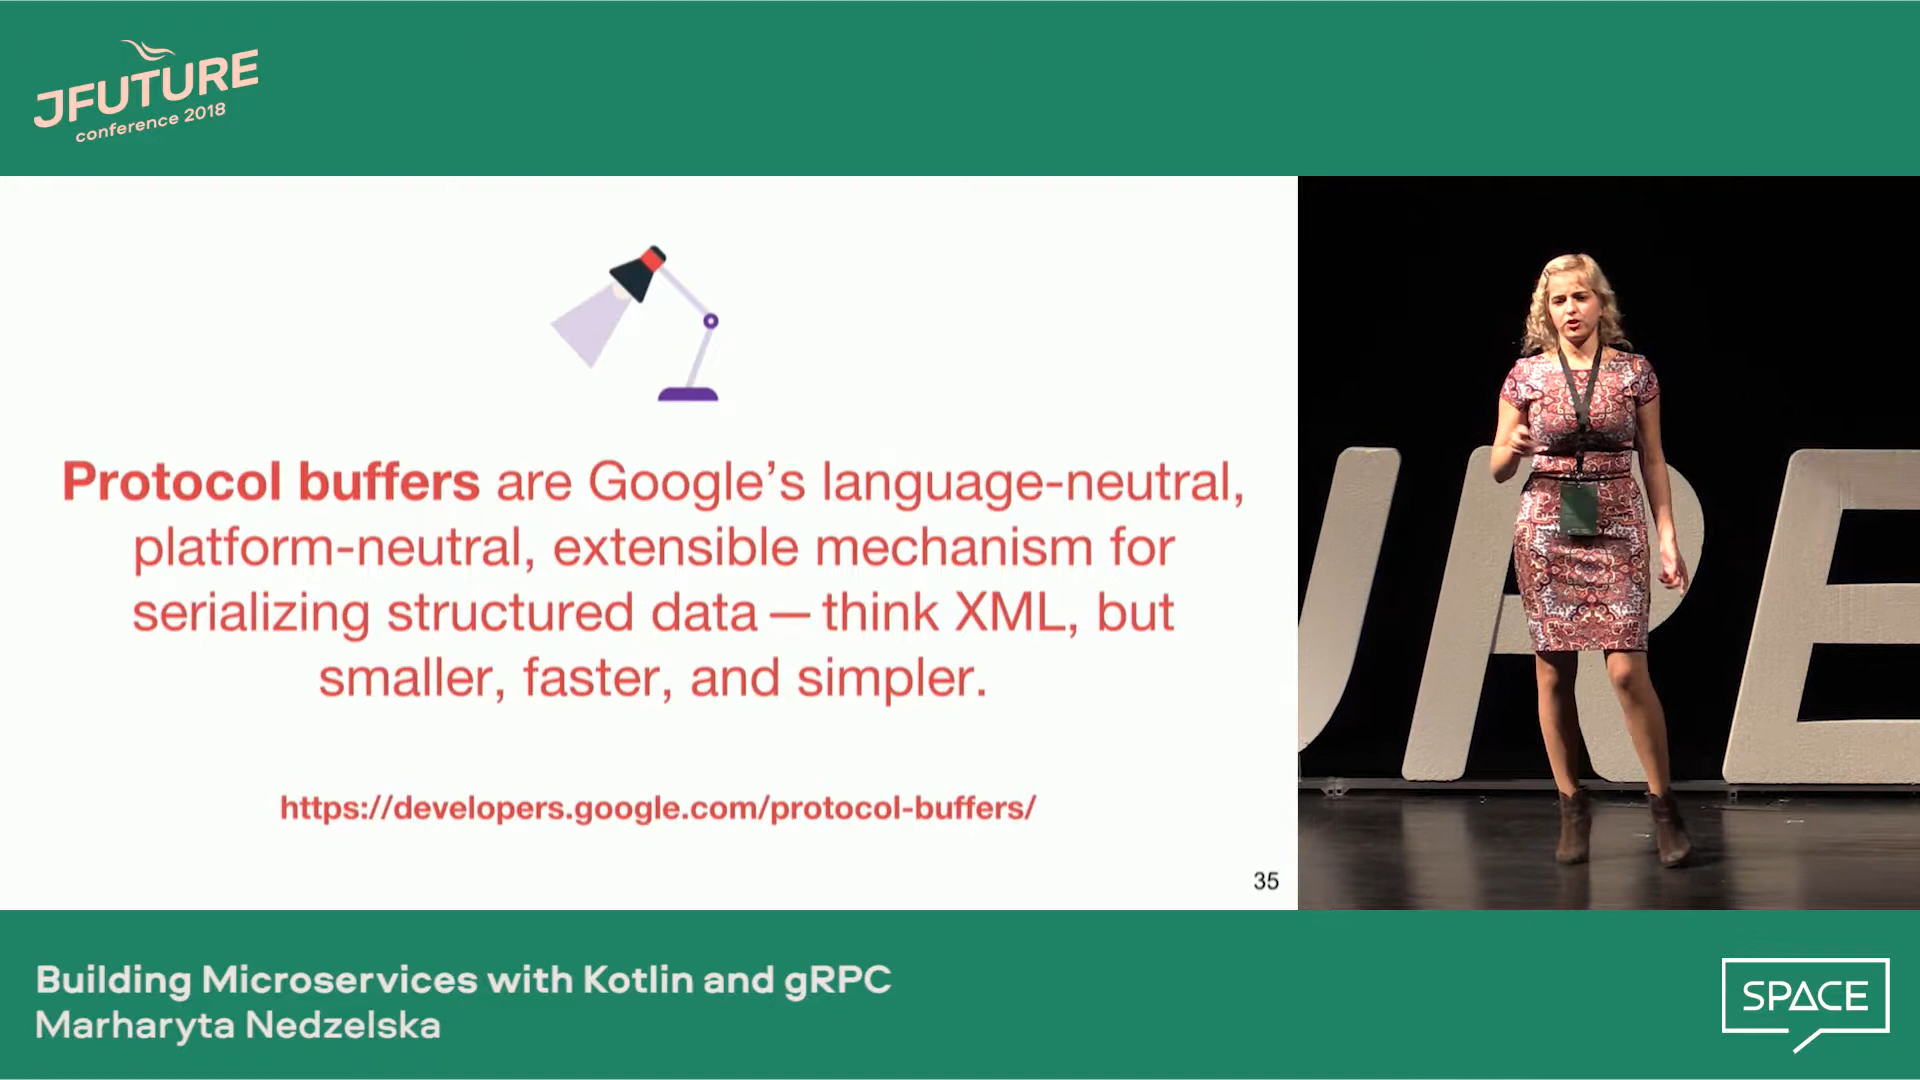 JFUTURE
conference 2018
Protocol buffers are Google’s language-neutral,
platform-neutral, extensible mechanism for
serializing structured data — think XML, but
smaller, faster, and simpler.
https://developers.google.com/protocol-buffers/
35
URE
Building Microservices with Kotlin and gRPC
Marharyta Nedzelska
SPACE